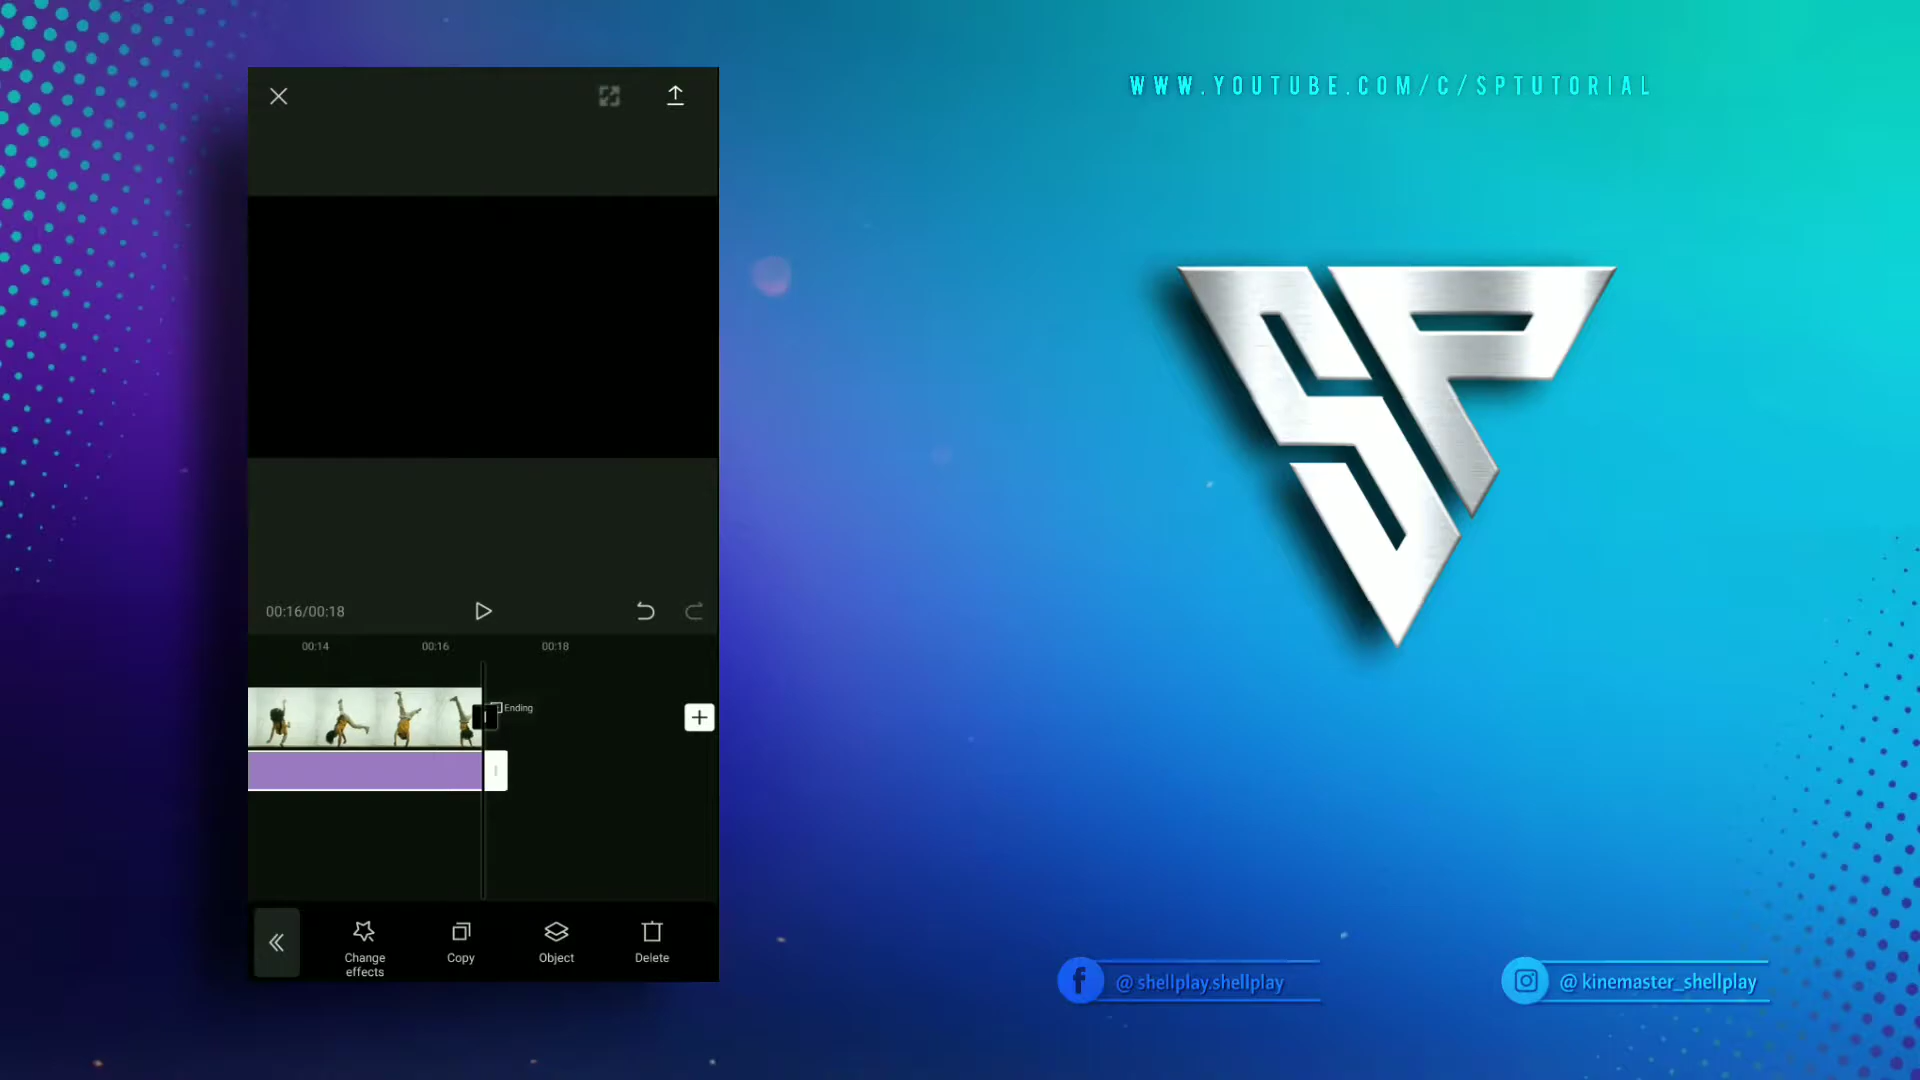 WWW.YOUTUBE.COM/C/SPTUTORIAL
SP
00:16/00:18
00:14 00:16 00:18
Ending
Change effects
Copy
Object
Delete
@ shellplay.shellplay
@ kinemaster_shellplay